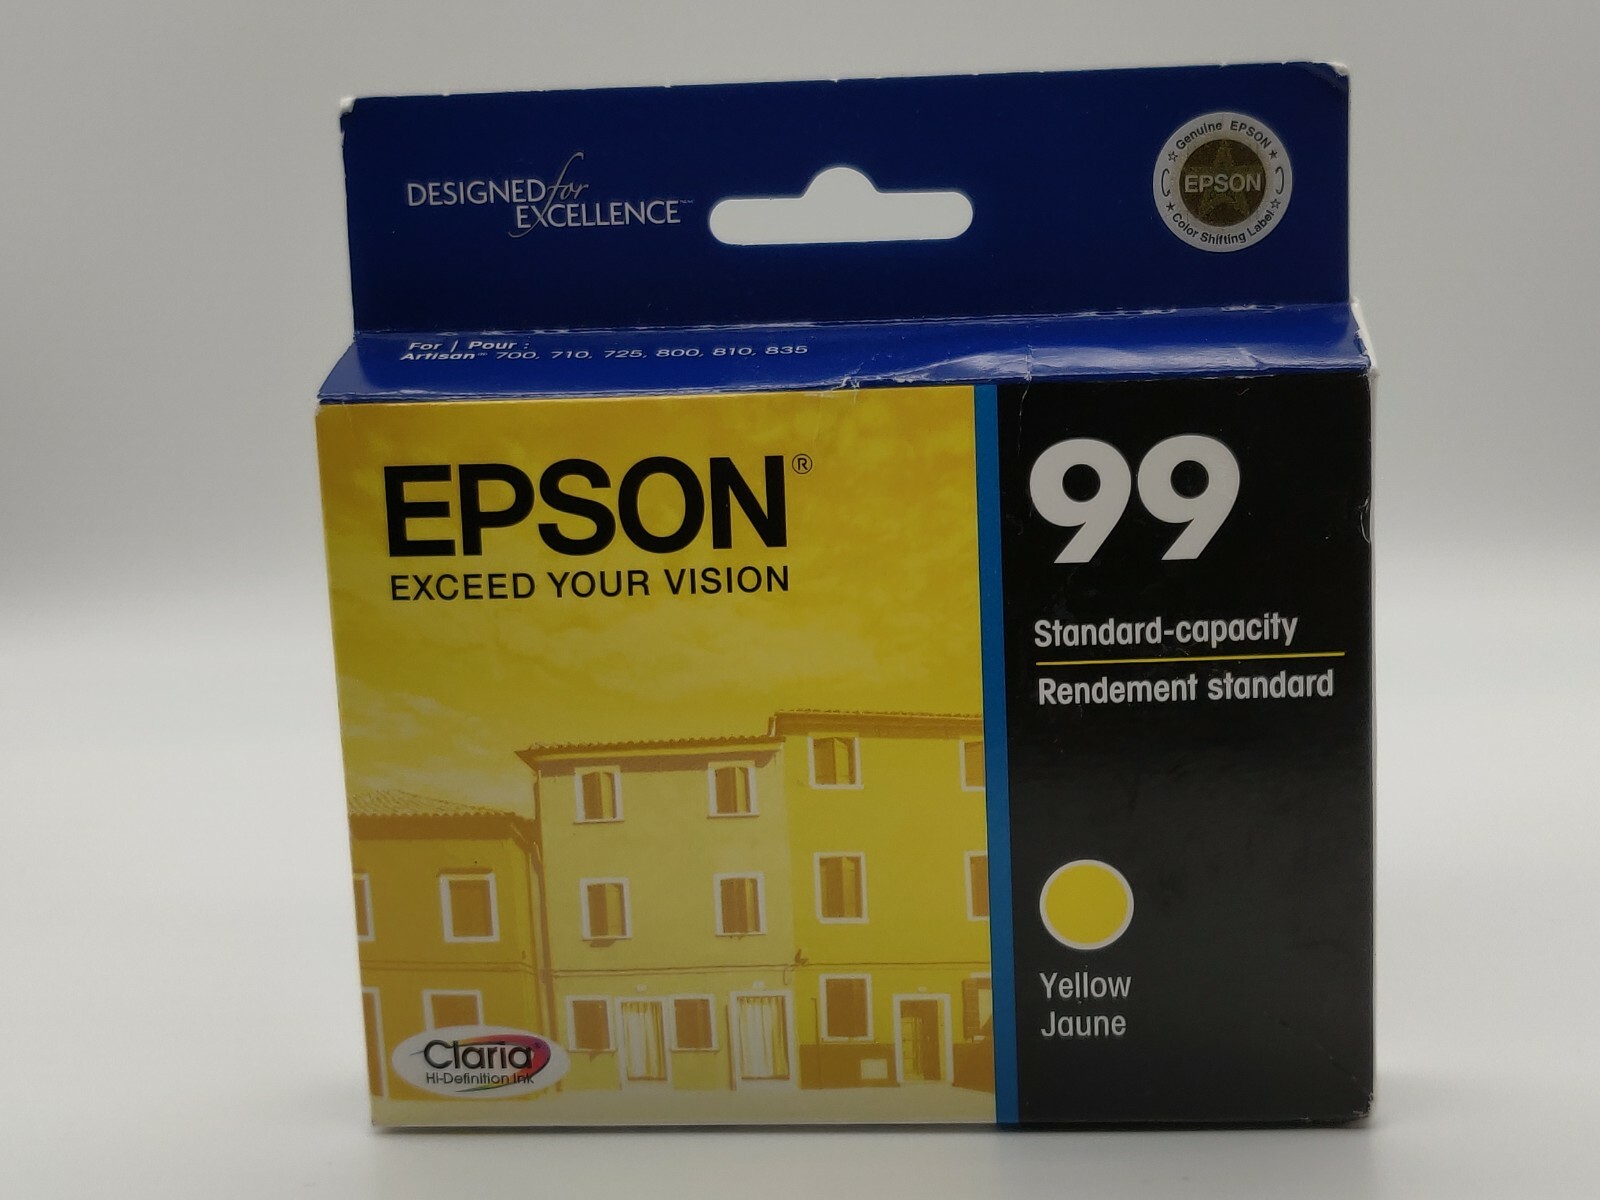 DESIGNED for
EXCELLENCE™
Genuine EPSON
EPSON
Color Shifting Label
For / Pour :
Artisan® 700, 710, 725, 800, 810, 835
EPSON®
EXCEED YOUR VISION
99
Standard-capacity
Rendement standard
Yellow
Jaune
Claria®
Hi-Definition Ink